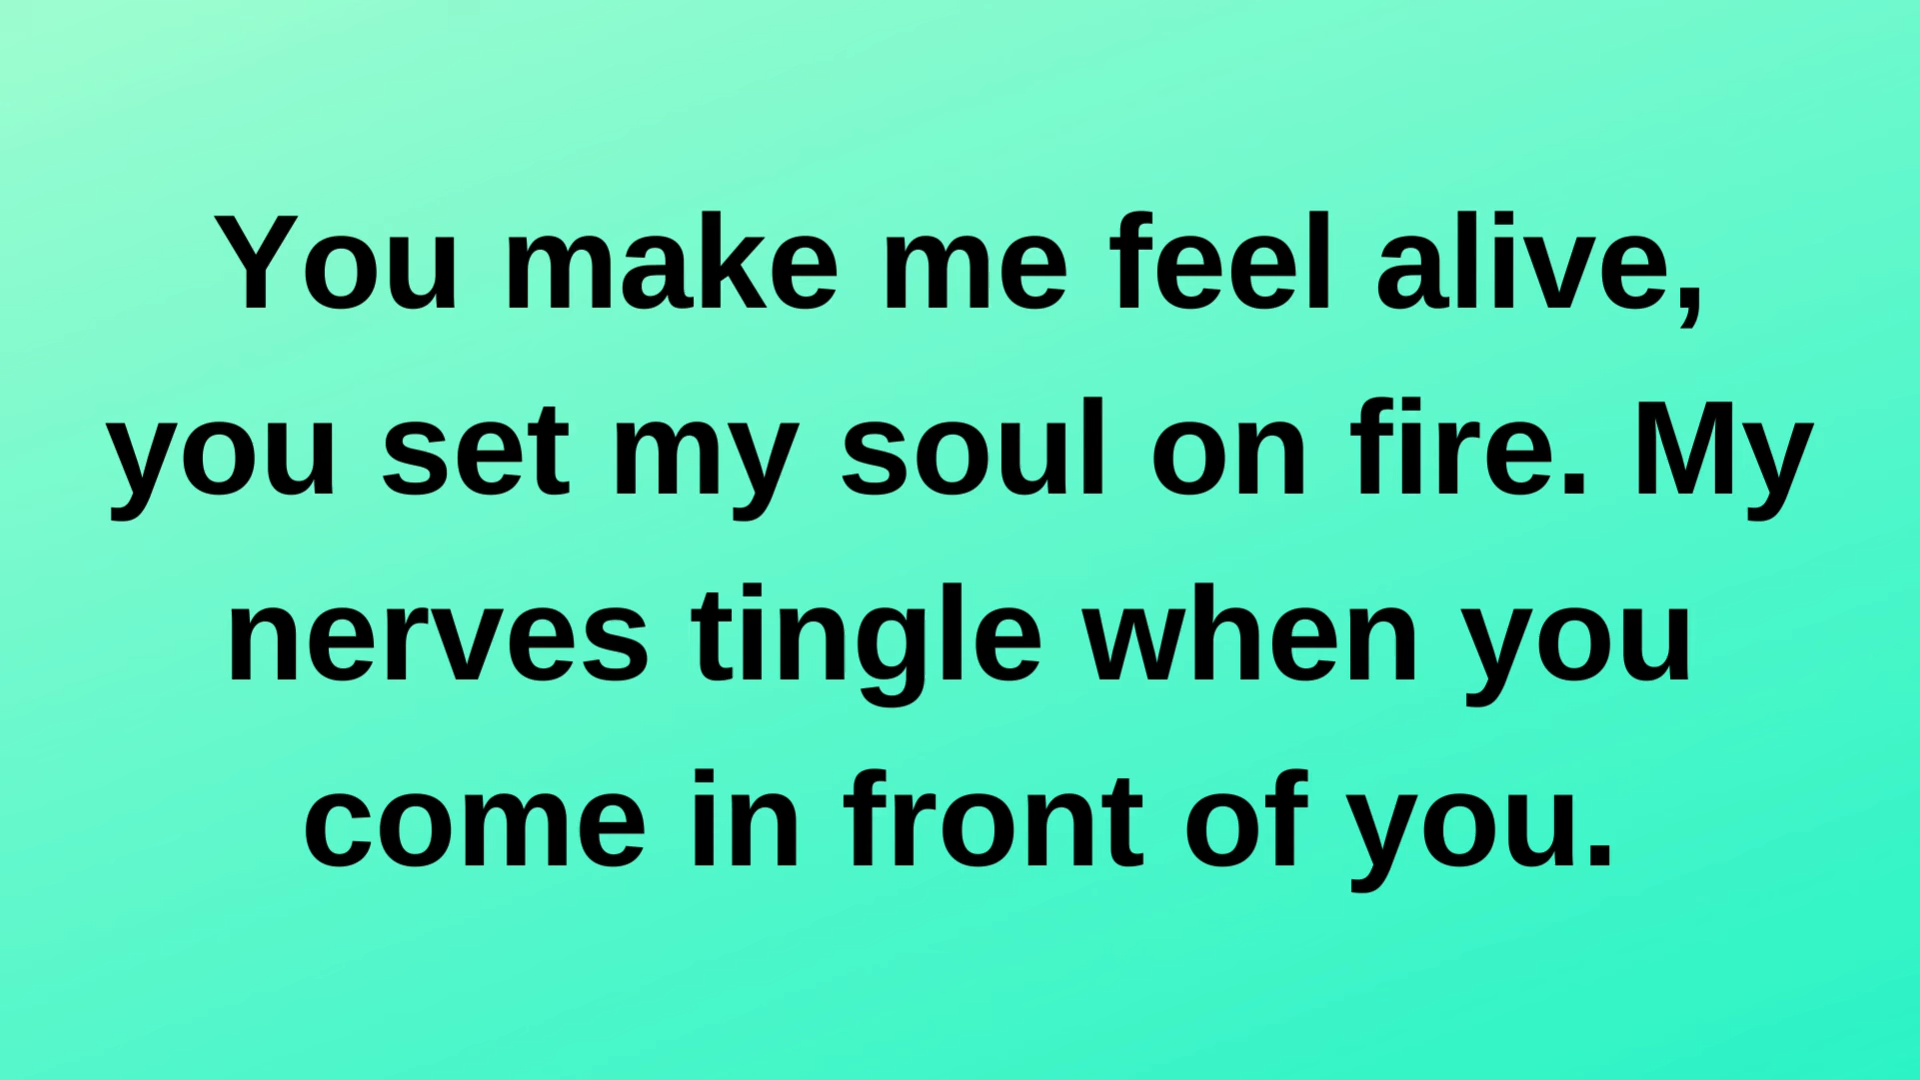 You make me feel alive,
you set my soul on fire. My
nerves tingle when you
come in front of you.